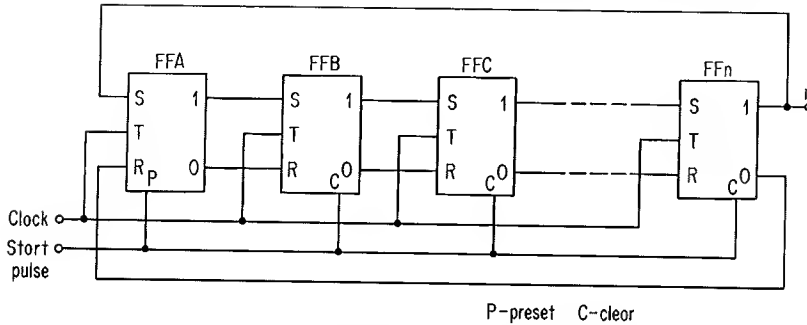 FFA FFB FFC FFn
S 1 S 1 S 1 S 1
T T T T
R 0 R 0 R 0 R 0
P C C C
Clock
Stort
pulse
P-preset C-cleor